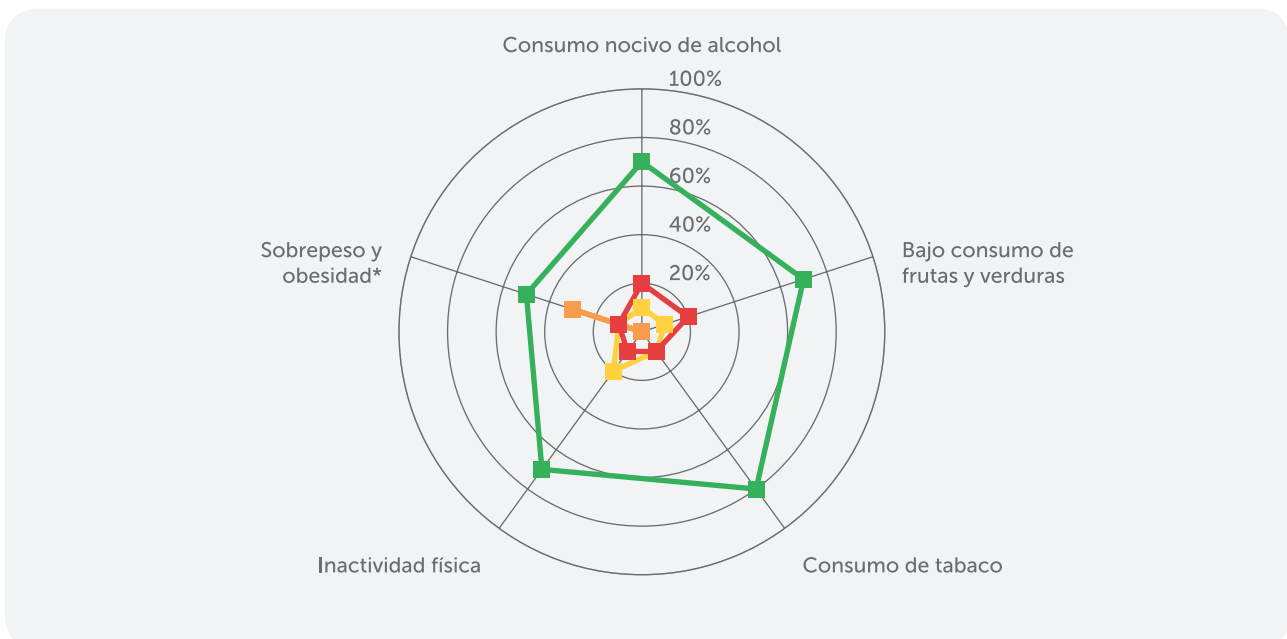 Consumo nocivo de alcohol
100%
80%
60%
40%
20%
Sobrepeso y
obesidad*
Bajo consumo de
frutas y verduras
Inactividad física
Consumo de tabaco